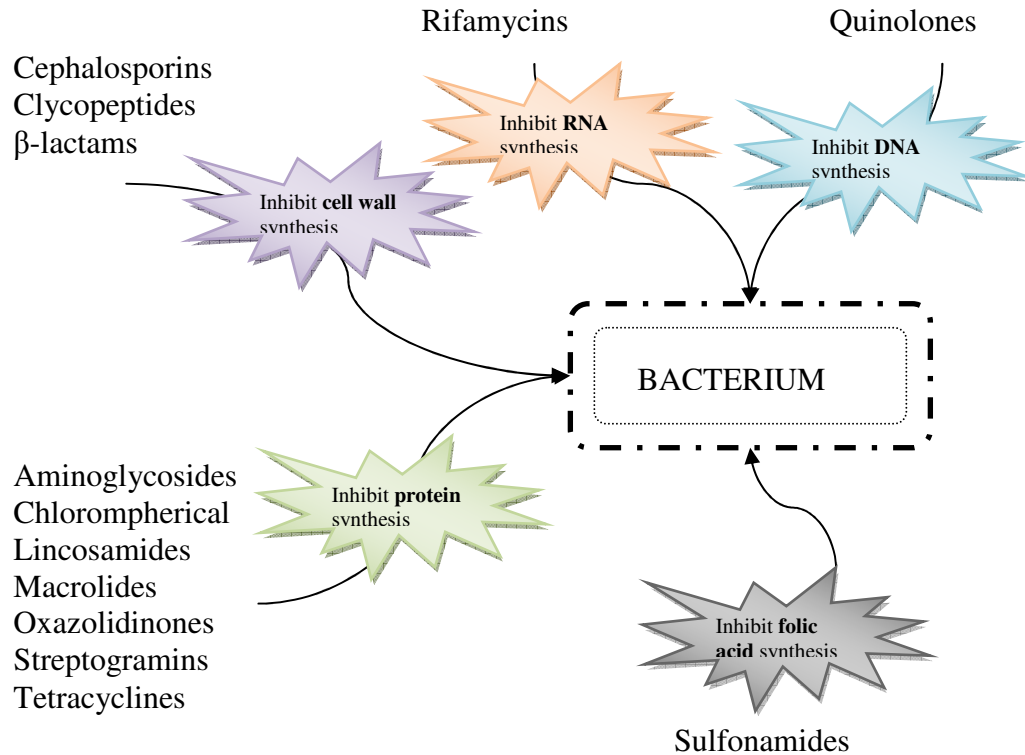 Rifamycins
Quinolones
Cephalosporins
Clycopeptides
β-lactams
Inhibit RNA
synthesis
Inhibit DNA
synthesis
Inhibit cell wall
synthesis
BACTERIUM
Aminoglycosides
Chlorompherical
Lincosamides
Macrolides
Oxazolidinones
Streptogramins
Tetracyclines
Inhibit protein
synthesis
Inhibit folic
acid synthesis
Sulfonamides